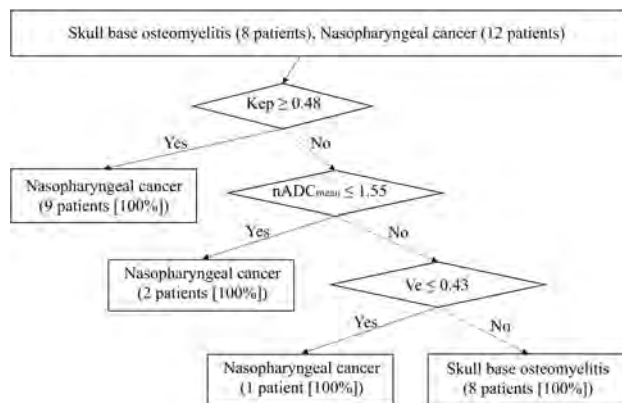 Skull base osteomyelitis (8 patients), Nasopharyngeal cancer (12 patients)
Kep ≥ 0.48
Yes
No
Nasopharyngeal cancer
(9 patients [100%])
nADCmean ≤ 1.55
Yes
No
Nasopharyngeal cancer
(2 patients [100%])
Ve ≤ 0.43
Yes
No
Nasopharyngeal cancer
(1 patient [100%])
Skull base osteomyelitis
(8 patients [100%])